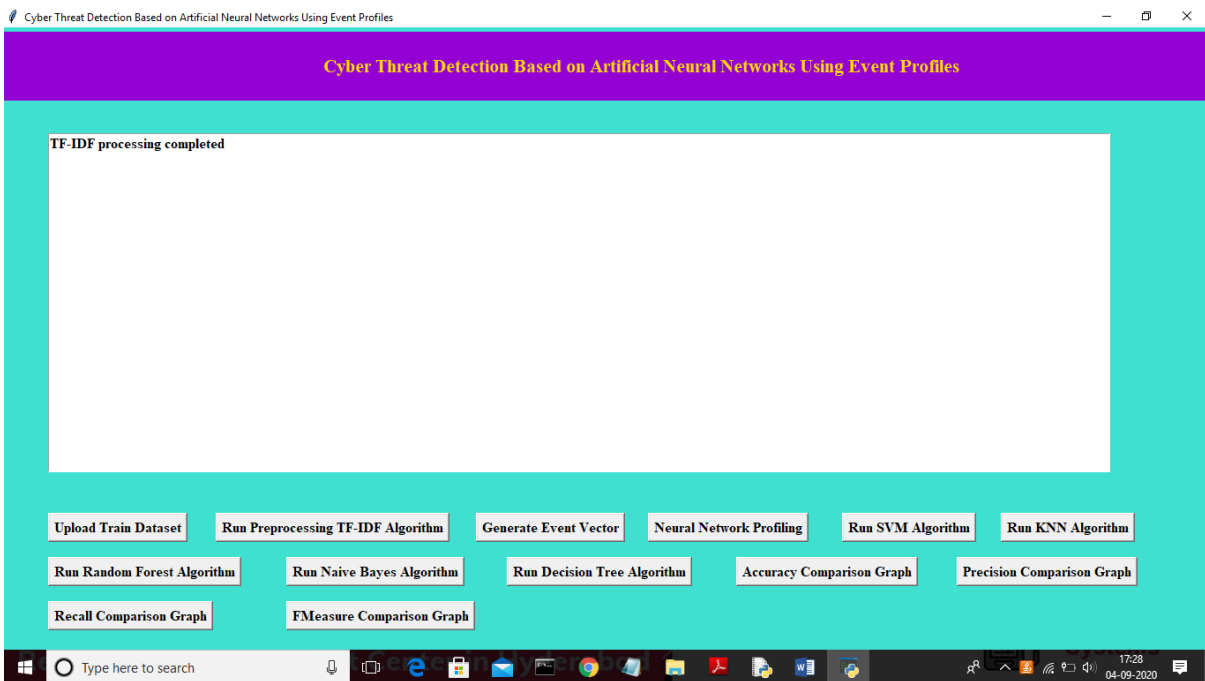 Cyber Threat Detection Based on Artificial Neural Networks Using Event Profiles
Cyber Threat Detection Based on Artificial Neural Networks Using Event Profiles
TF-IDF processing completed
Upload Train Dataset Run Preprocessing TF-IDF Algorithm Generate Event Vector Neural Network Profiling Run SVM Algorithm Run KNN Algorithm
Run Random Forest Algorithm Run Naive Bayes Algorithm Run Decision Tree Algorithm Accuracy Comparison Graph Precision Comparison Graph
Recall Comparison Graph FMeasure Comparison Graph
Type here to search
17:28
04-09-2020